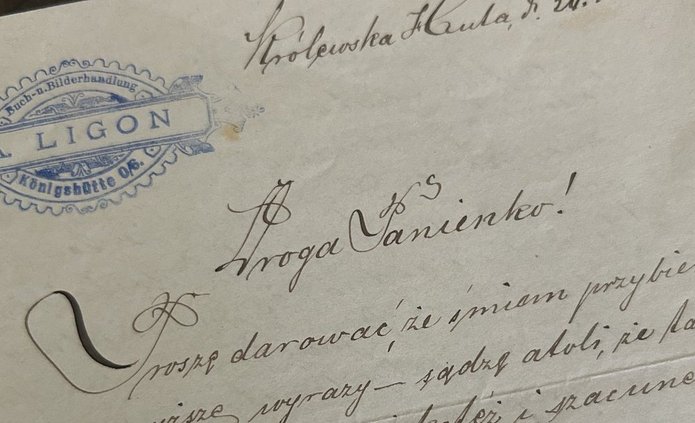 Królewska Huta, d. 20.
Buch- u. Bilderhandlung
LIGON
Königshütte O/S.
Droga Panienko!
Proszę darować, że śmiem przybie
wyrazy – sądzę atoli, że ta
i szacune